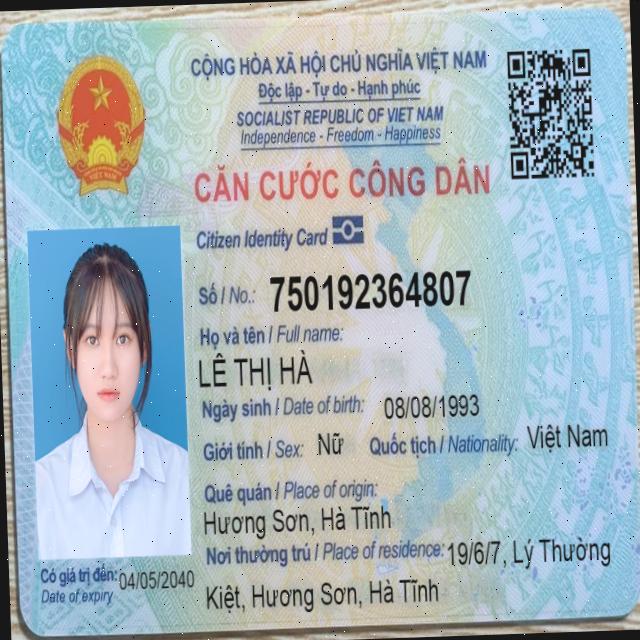 CỘNG HÒA XÃ HỘI CHỦ NGHĨA VIỆT NAM
Độc lập - Tự do - Hạnh phúc
SOCIALIST REPUBLIC OF VIET NAM
Independence - Freedom - Happiness
CĂN CƯỚC CÔNG DÂN
Citizen Identity Card
Số / No.: 750192364807
Họ và tên / Full name:
LÊ THỊ HÀ
Ngày sinh / Date of birth: 08/08/1993
Giới tính / Sex: Nữ Quốc tịch / Nationality: Việt Nam
Quê quán / Place of origin:
Hương Sơn, Hà Tĩnh
Nơi thường trú / Place of residence: 19/6/7, Lý Thường
Kiệt, Hương Sơn, Hà Tĩnh
Có giá trị đến: 04/05/2040
Date of expiry